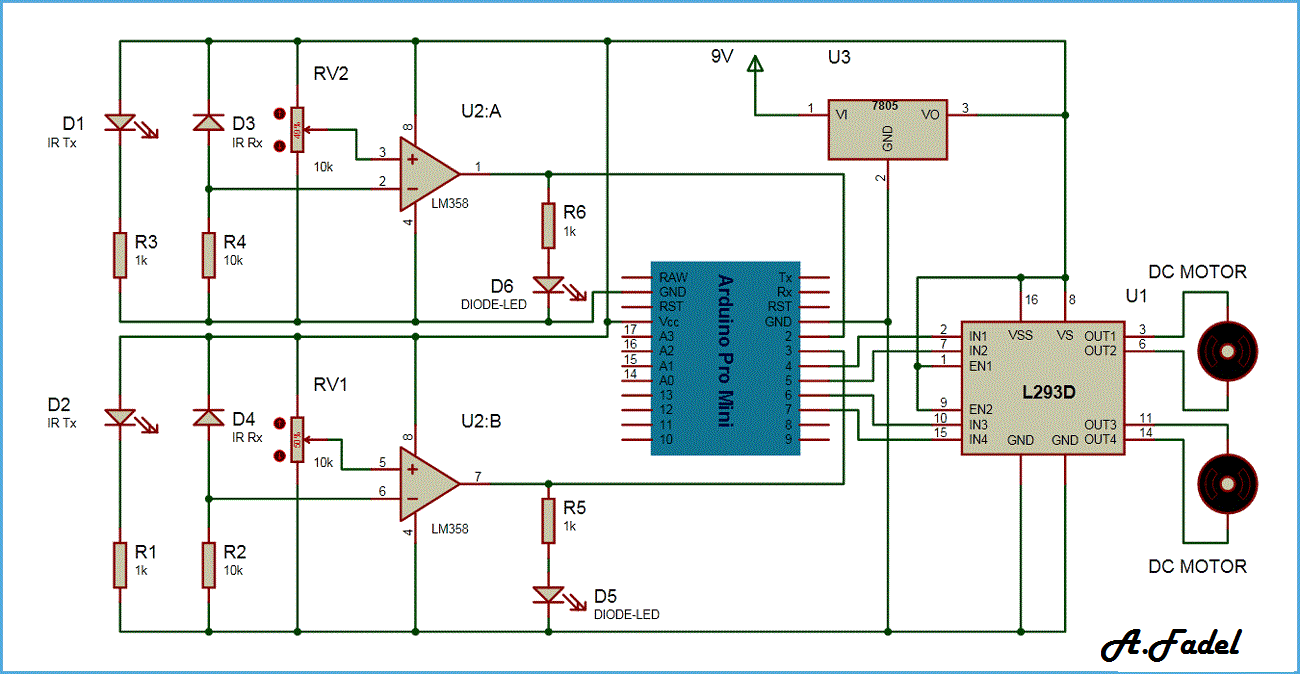 9V
U3
RV2
1
7805
3
VI
VO
GND
2
D1
IR Tx
D3
IR Rx
49%
10k
U2:A
8
3
2
1
4
LM358
R3
1k
R4
10k
R6
1k
D6
DIODE-LED
RAW
GND
RST
Vcc
17 A3
16 A2
15 A1
14 A0
13
12
11
10
Arduino Pro Mini
Tx
Rx
RST
GND
2
3
4
5
6
7
8
9
DC MOTOR
U1
16
8
VSS
VS
2 IN1
7 IN2
1 EN1
9 EN2
10 IN3
15 IN4
L293D
OUT1 3
OUT2 6
OUT3 11
OUT4 14
GND
GND
DC MOTOR
RV1
D2
IR Tx
D4
IR Rx
50%
10k
U2:B
8
5
6
7
4
LM358
R1
1k
R2
10k
R5
1k
D5
DIODE-LED
A.Fadel